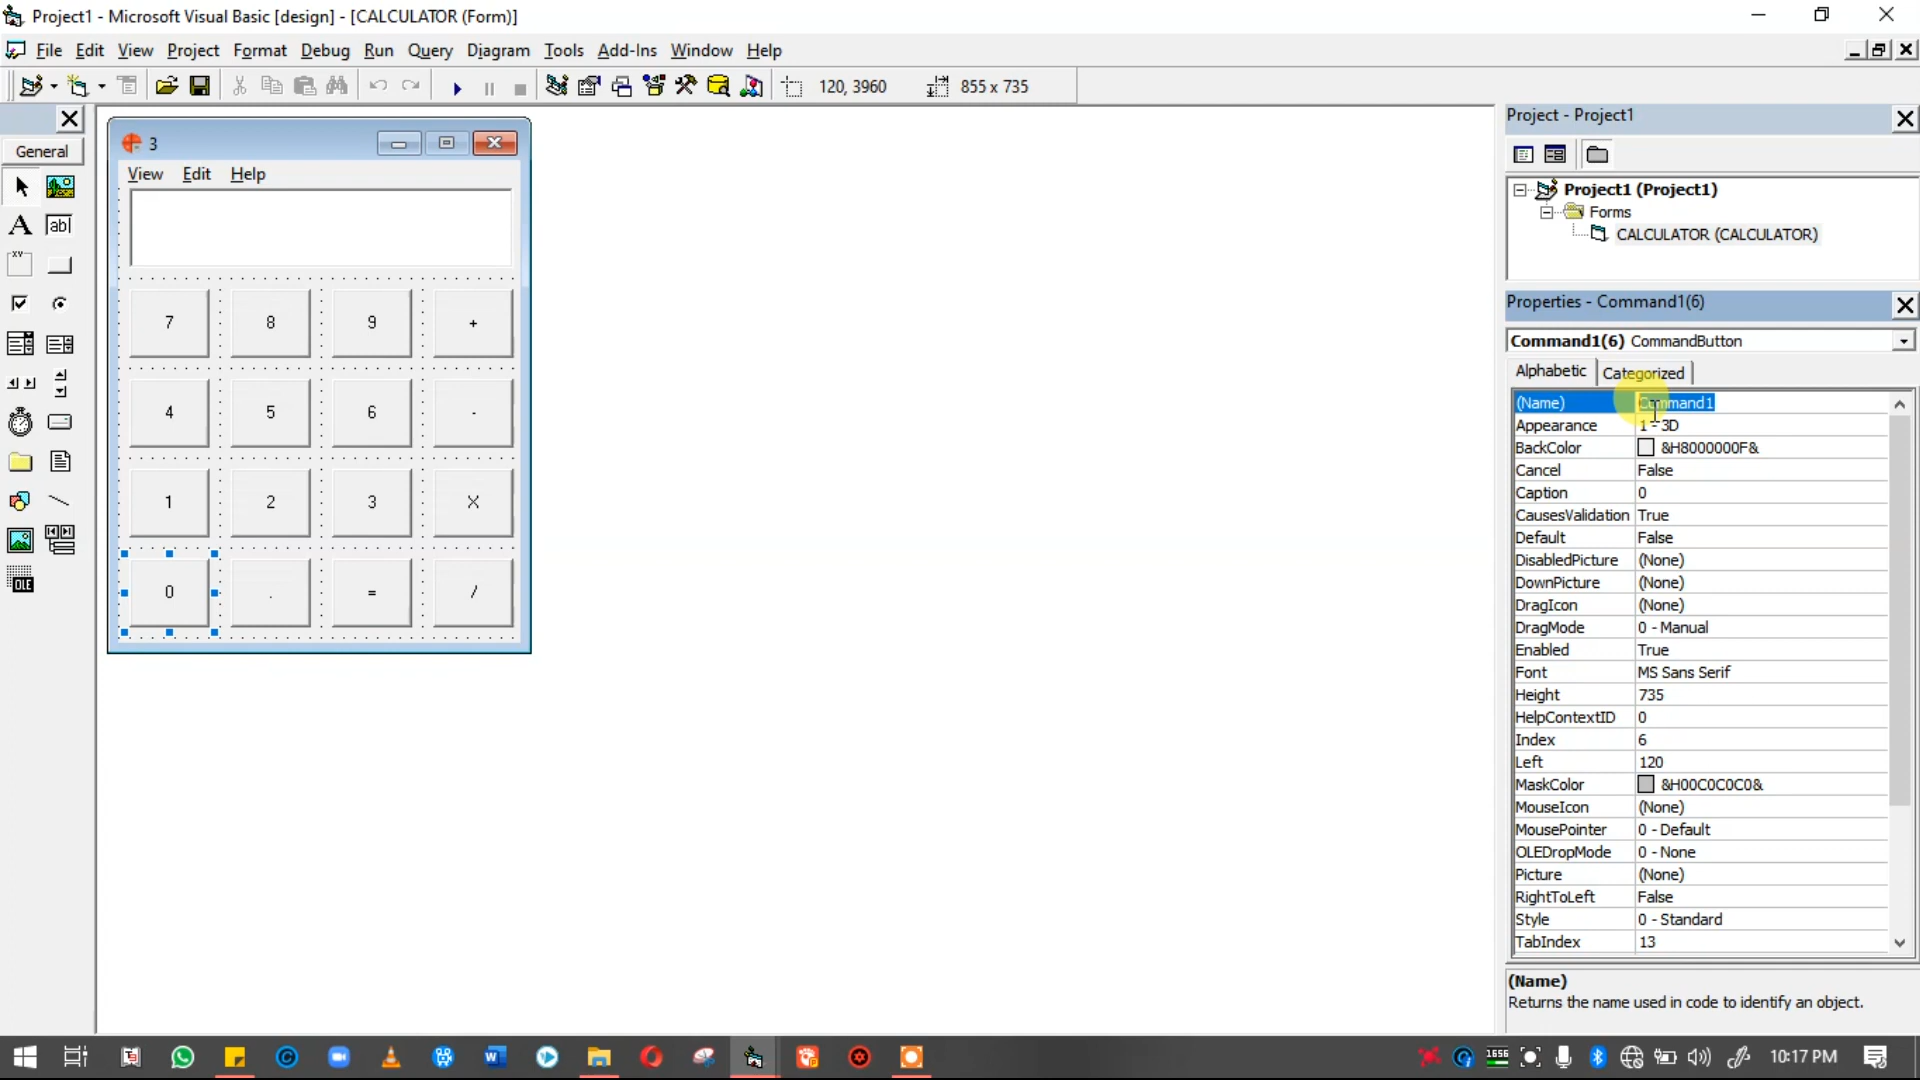 Project1 - Microsoft Visual Basic [design] - [CALCULATOR (Form)]
File Edit View Project Format Debug Run Query Diagram Tools Add-Ins Window Help
120, 3960 855 x 735
General
A
abl
XY
OLE
3
View Edit Help
7 8 9 +
4 5 6 -
1 2 3 X
0 . = /
Project - Project1
Project1 (Project1)
Forms
CALCULATOR (CALCULATOR)
Properties - Command1(6)
Command1(6) CommandButton
Alphabetic Categorized
(Name) Command1
Appearance 1 - 3D
BackColor &H8000000F&
Cancel False
Caption 0
CausesValidation True
Default False
DisabledPicture (None)
DownPicture (None)
DragIcon (None)
DragMode 0 - Manual
Enabled True
Font MS Sans Serif
Height 735
HelpContextID 0
Index 6
Left 120
MaskColor &H00C0C0C0&
MouseIcon (None)
MousePointer 0 - Default
OLEDropMode 0 - None
Picture (None)
RightToLeft False
Style 0 - Standard
TabIndex 13
(Name)
Returns the name used in code to identify an object.
1656
10:17 PM